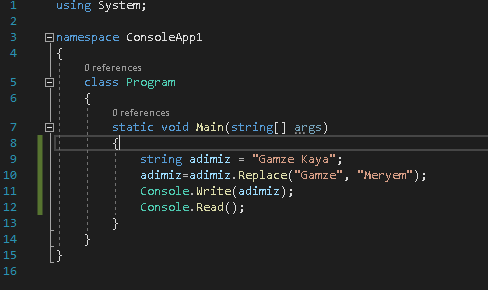 1 using System;
2
3 namespace ConsoleApp1
4 {
0 references
5 class Program
6 {
0 references
7 static void Main(string[] args)
8 {
9 string adimiz = "Gamze Kaya";
10 adimiz=adimiz.Replace("Gamze", "Meryem");
11 Console.Write(adimiz);
12 Console.Read();
13 }
14 }
15 }
16